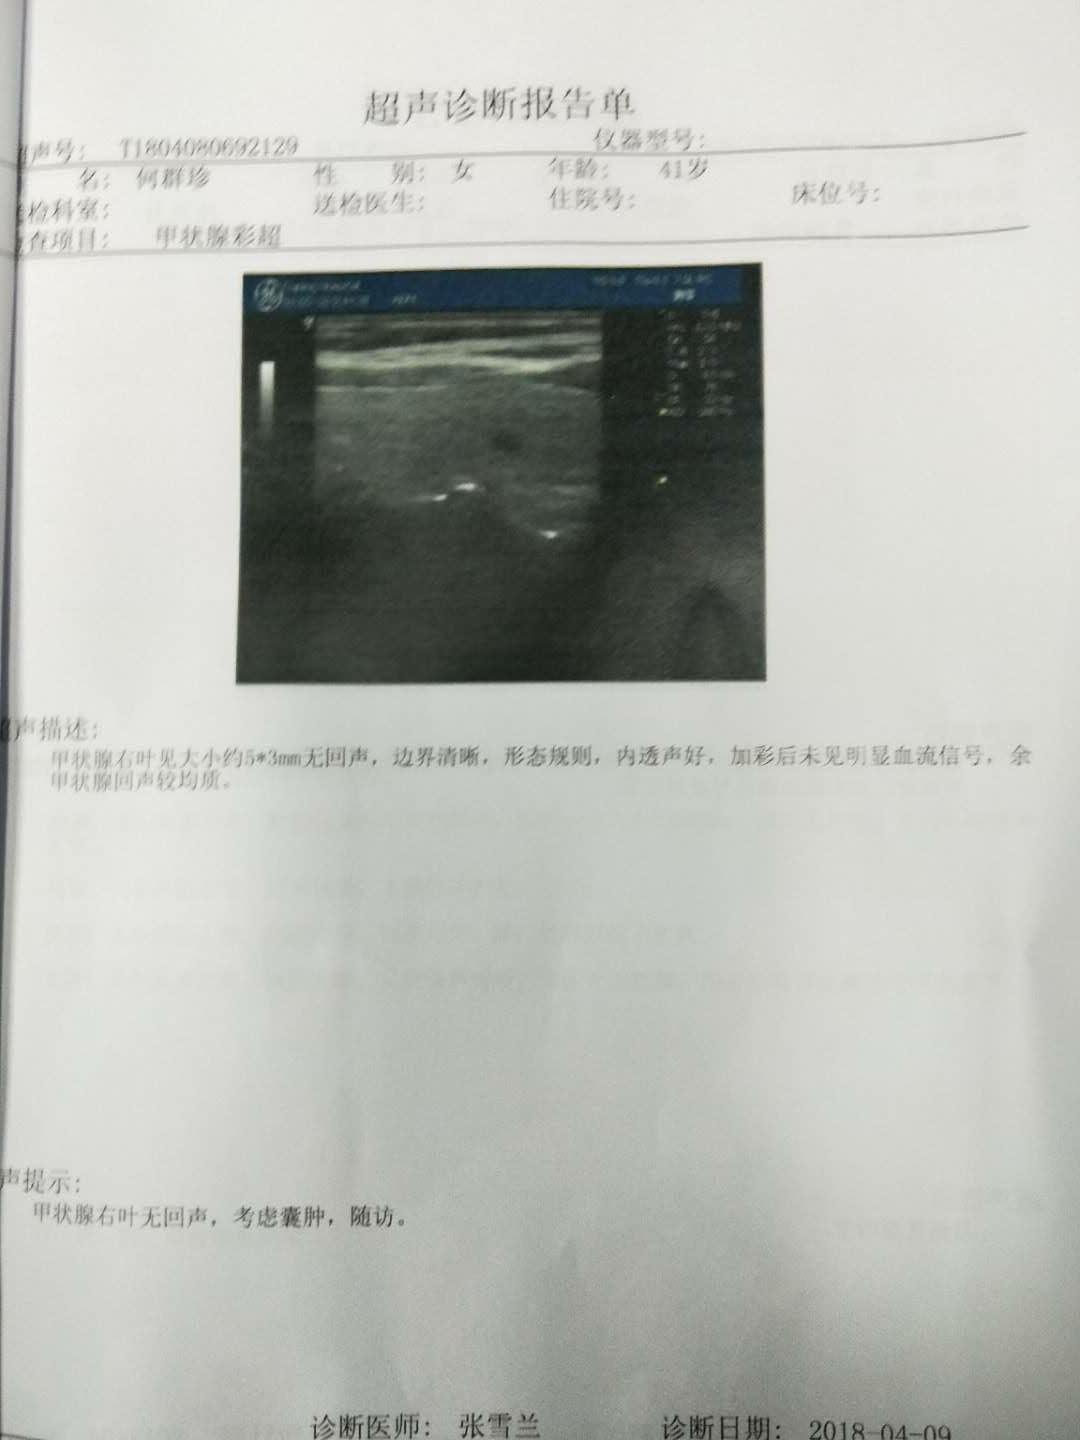 超声诊断报告单
声号： T1804080692129 仪器型号：
名： 何群珍 性 别： 女 年龄： 41岁
检科室： 送检医生： 住院号： 床位号：
查项目： 甲状腺彩超
声描述：
甲状腺右叶见大小约5*3mm无回声，边界清晰，形态规则，内透声好，加彩后未见明显血流信号，余
甲状腺回声较均质。
声提示：
甲状腺右叶无回声，考虑囊肿，随访。
诊断医师： 张雪兰 诊断日期： 2018-04-09